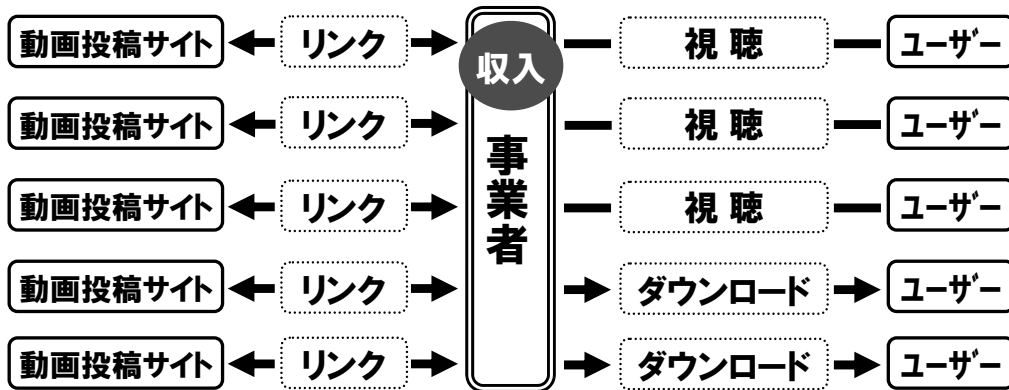 動画投稿サイト リンク 収入 視聴 ユーザー
動画投稿サイト リンク 視聴 ユーザー
事業者
動画投稿サイト リンク 視聴 ユーザー
動画投稿サイト リンク ダウンロード ユーザー
動画投稿サイト リンク ダウンロード ユーザー